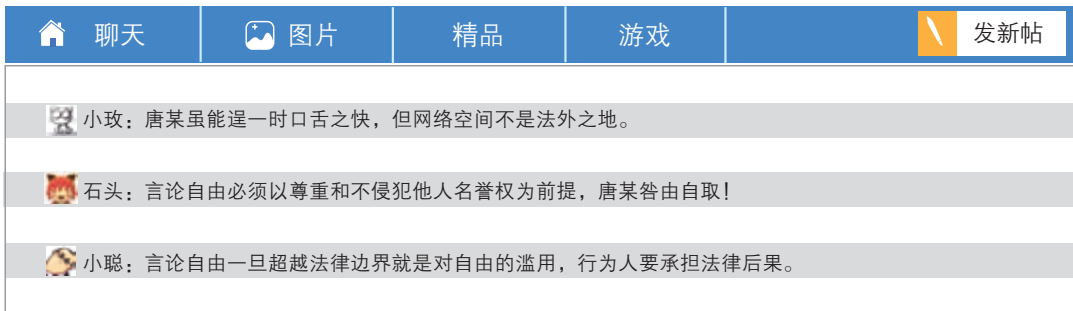 聊天 图片 精品 游戏 发新帖
小玫：唐某虽能逞一时口舌之快，但网络空间不是法外之地。
石头：言论自由必须以尊重和不侵犯他人名誉权为前提，唐某咎由自取！
小聪：言论自由一旦超越法律边界就是对自由的滥用，行为人要承担法律后果。